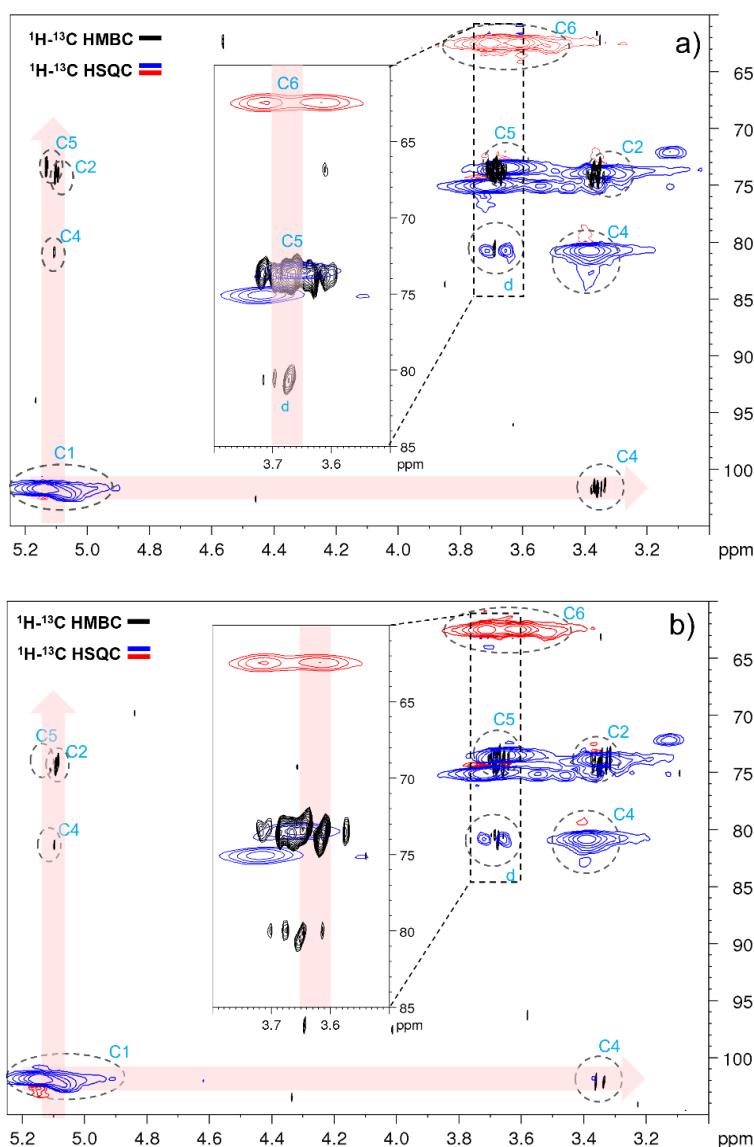 ¹H-¹³C HMBC
¹H-¹³C HSQC
a)
C6
65
70
75
80
85
90
95
100
C5
C2
C4
C1
C6
C5
d
65
70
75
80
85
3.7
3.6
ppm
C5
C2
C4
d
C4
5.2
5.0
4.8
4.6
4.4
4.2
4.0
3.8
3.6
3.4
3.2
ppm
¹H-¹³C HMBC
¹H-¹³C HSQC
b)
C6
65
70
75
80
85
90
95
100
C5
C2
C4
C1
65
70
75
80
85
3.7
3.6
ppm
C5
C2
C4
d
C4
5.2
5.0
4.8
4.6
4.4
4.2
4.0
3.8
3.6
3.4
3.2
ppm